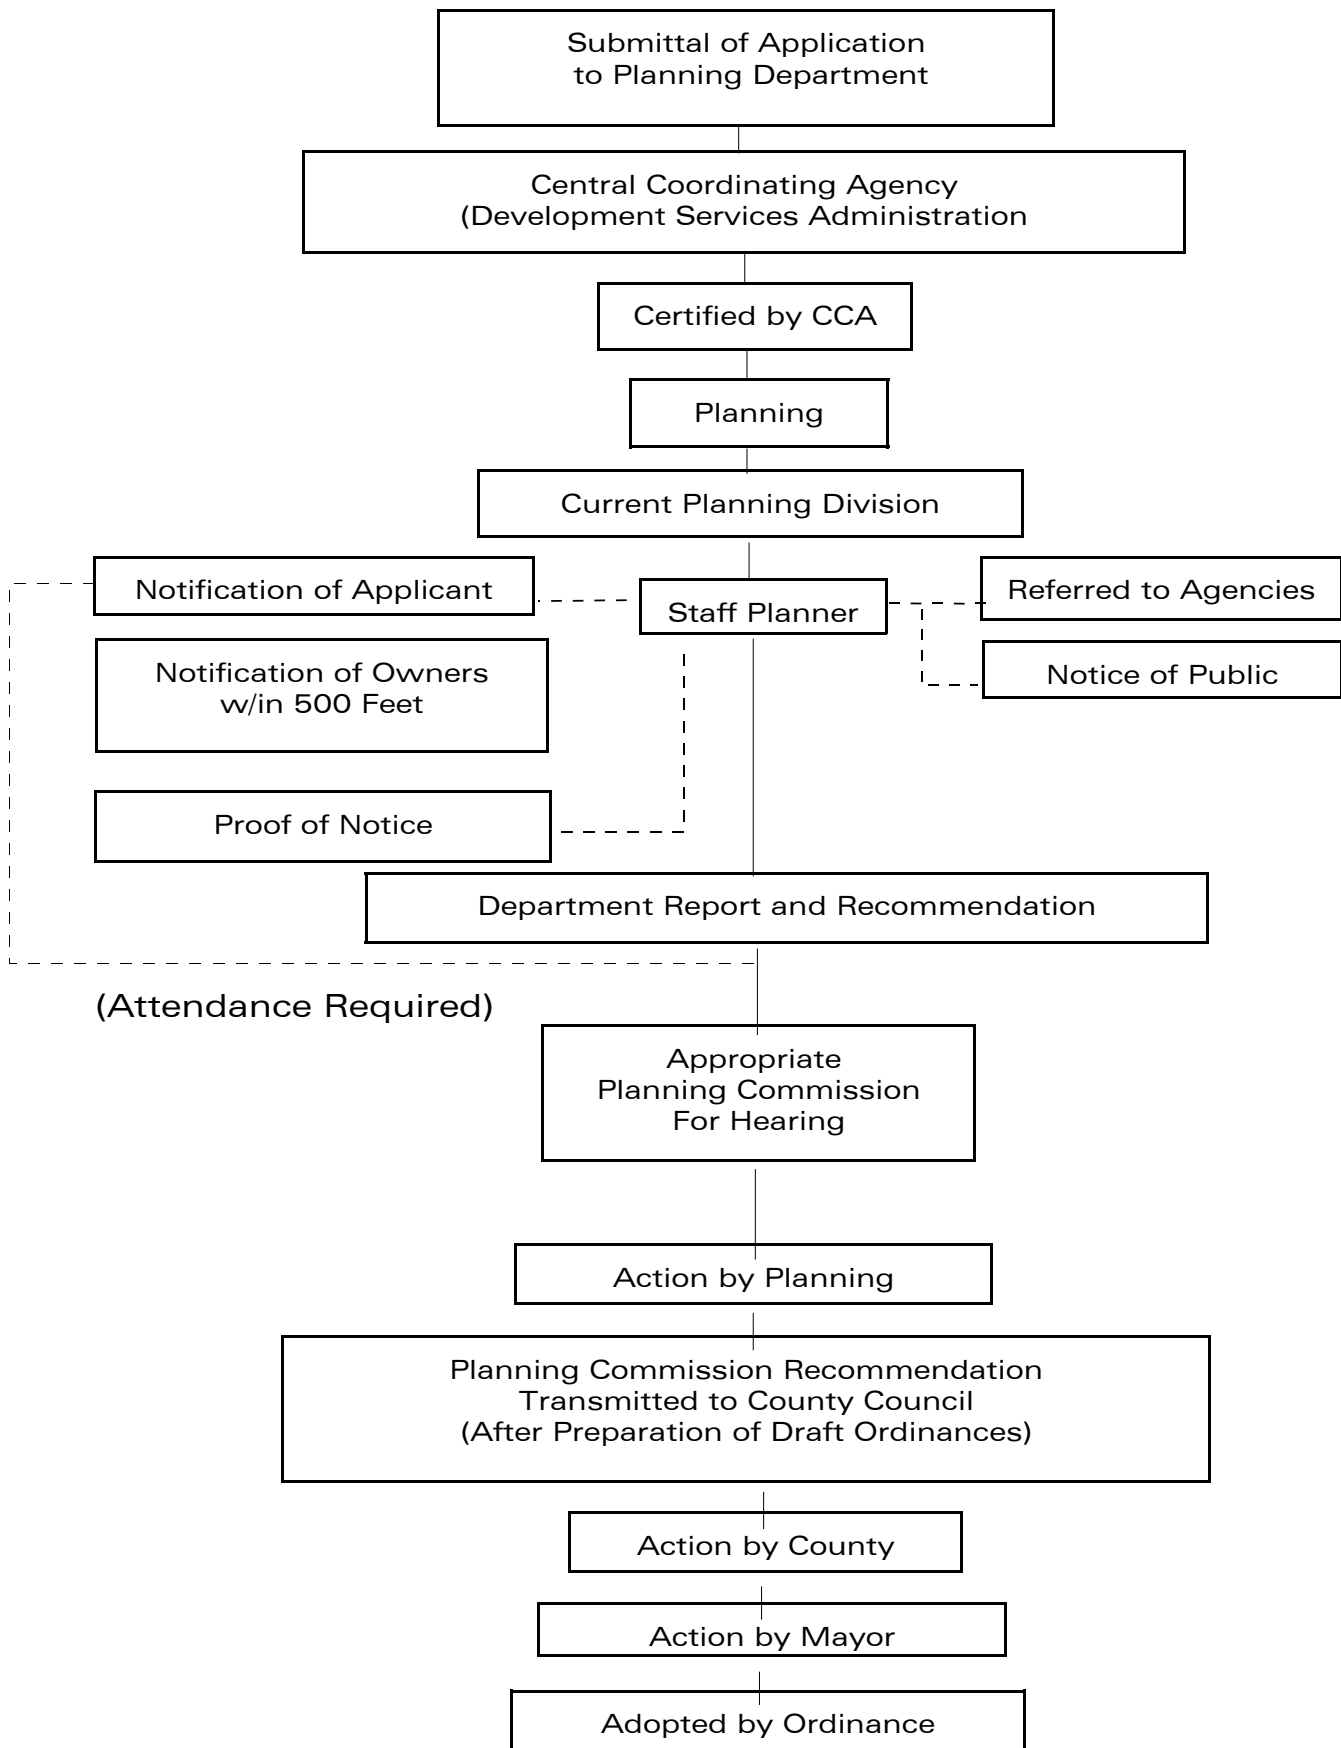 Submittal of Application
to Planning Department
Central Coordinating Agency
(Development Services Administration
Certified by CCA
Planning
Current Planning Division
Notification of Applicant
Staff Planner
Referred to Agencies
Notification of Owners
w/in 500 Feet
Notice of Public
Proof of Notice
Department Report and Recommendation
(Attendance Required)
Appropriate
Planning Commission
For Hearing
Action by Planning
Planning Commission Recommendation
Transmitted to County Council
(After Preparation of Draft Ordinances)
Action by County
Action by Mayor
Adopted by Ordinance